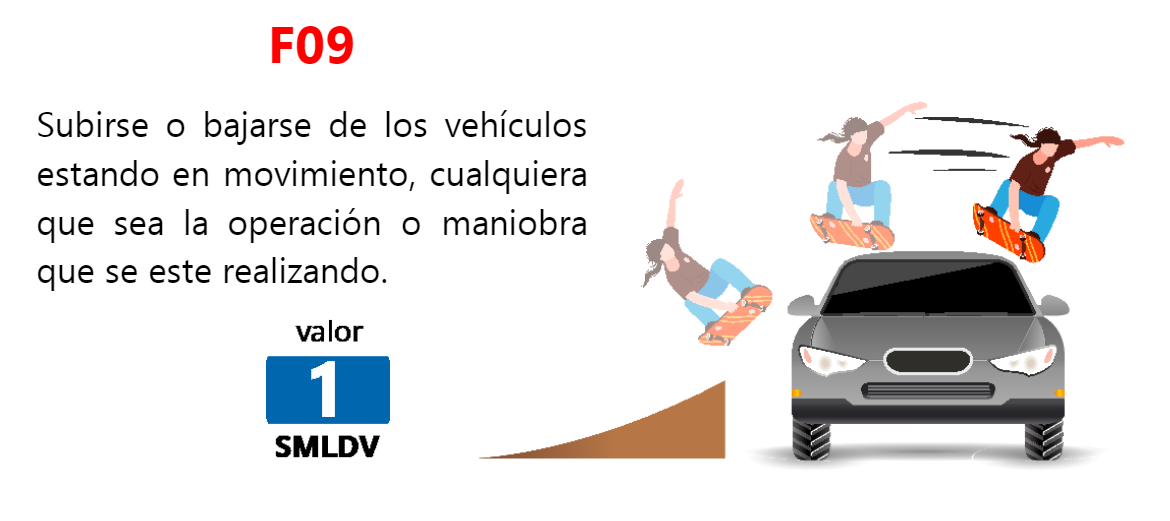 F09
Subirse o bajarse de los vehículos
estando en movimiento, cualquiera
que sea la operación o maniobra
que se este realizando.
valor
1
SMLDV